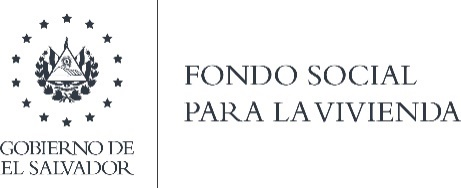 GOBIERNO DE
EL SALVADOR
FONDO SOCIAL
PARA LA VIVIENDA